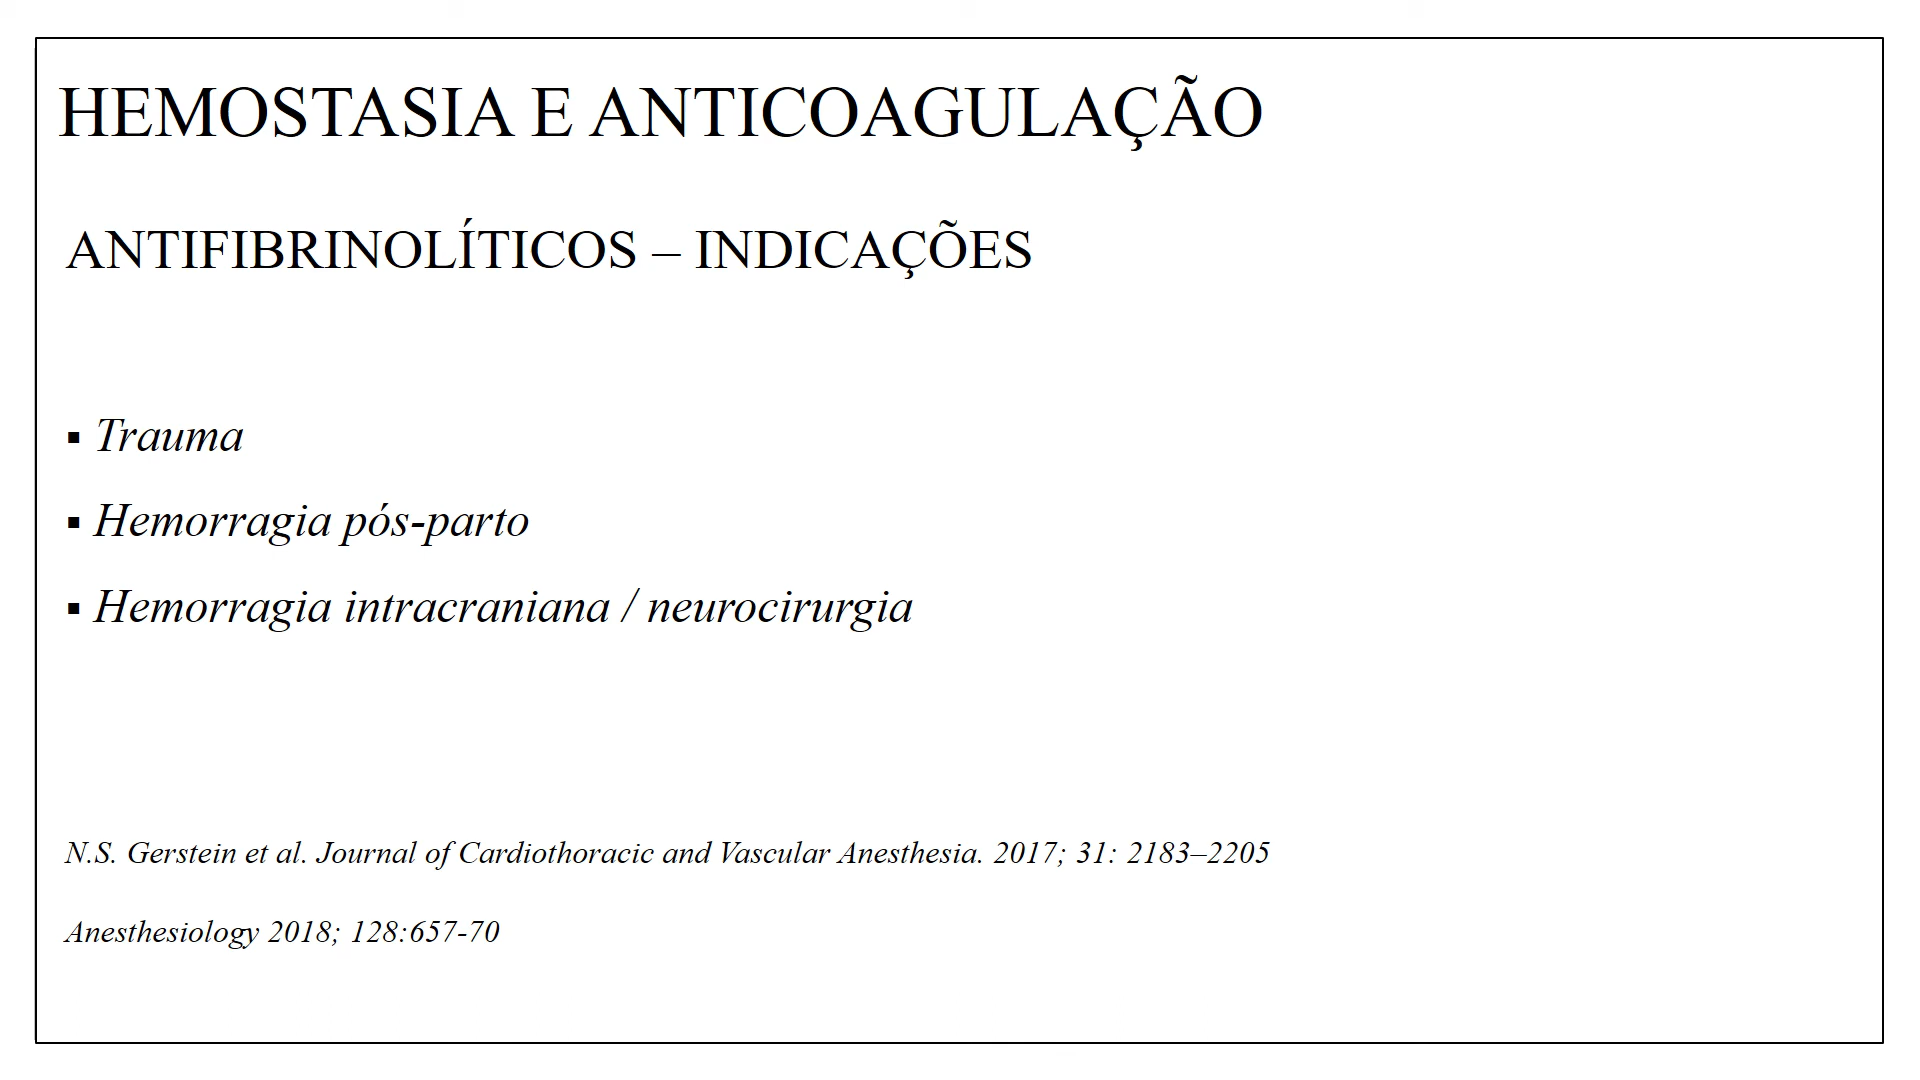 HEMOSTASIA E ANTICOAGULAÇÃO
ANTIFIBRINOLÍTICOS – INDICAÇÕES
▪ Trauma
▪ Hemorragia pós-parto
▪ Hemorragia intracraniana / neurocirurgia
N.S. Gerstein et al. Journal of Cardiothoracic and Vascular Anesthesia. 2017; 31: 2183–2205
Anesthesiology 2018; 128:657-70